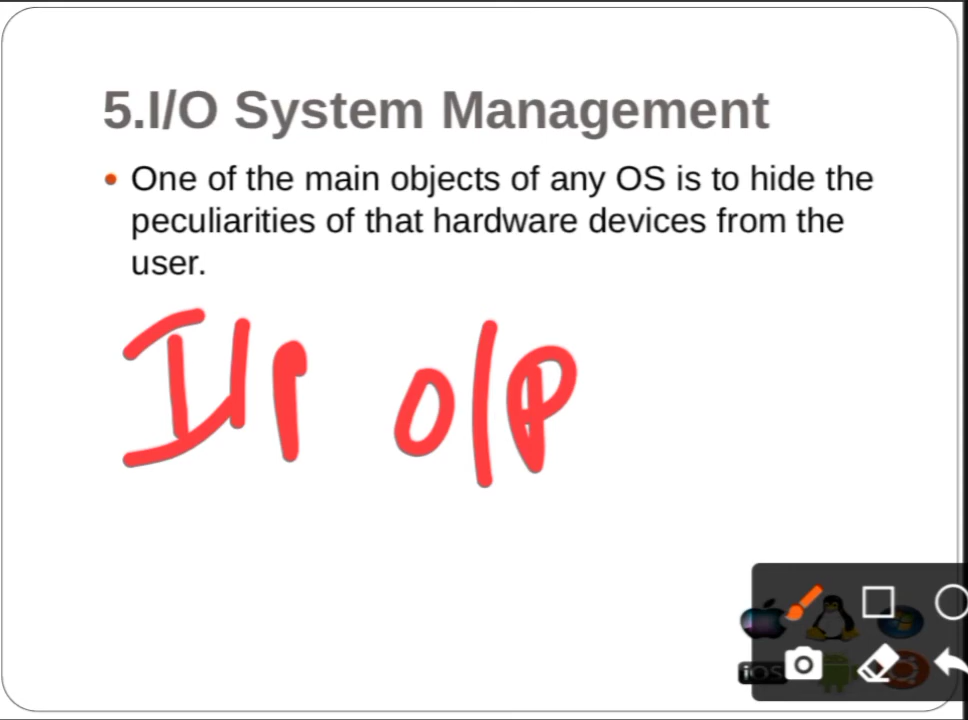 5.I/O System Management
One of the main objects of any OS is to hide the
peculiarities of that hardware devices from the
user.
I/P O/P
iOS